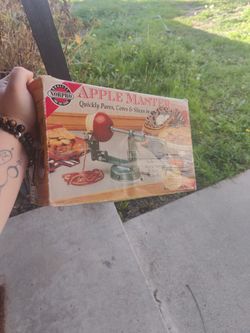 NORPRO
APPLE MASTER
Quickly Pares, Cores & Slices in